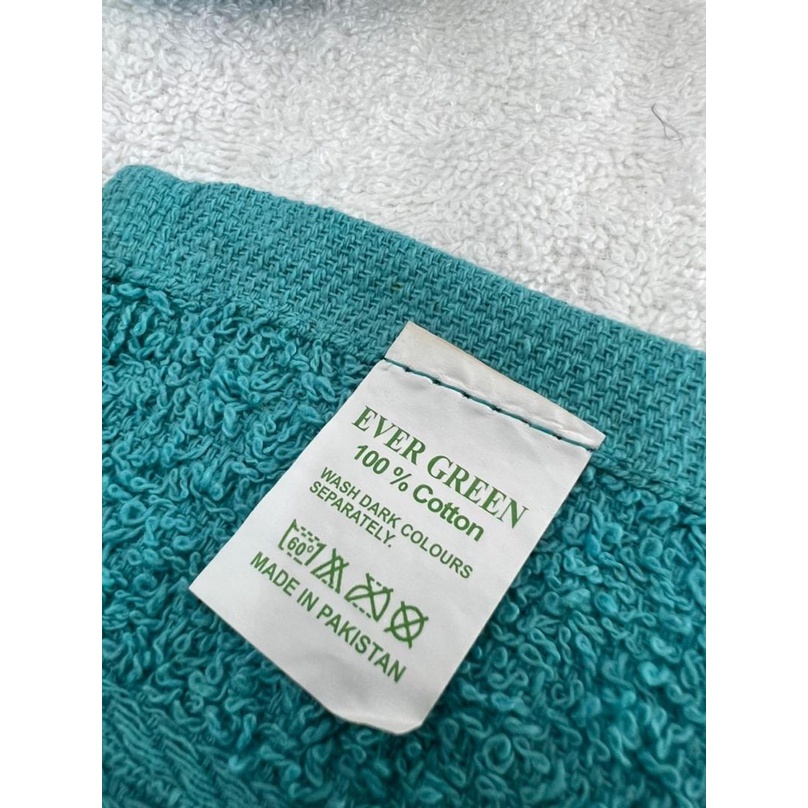 EVER GREEN
100 % Cotton
WASH DARK COLOURS
SEPARATELY.
60°
MADE IN PAKISTAN